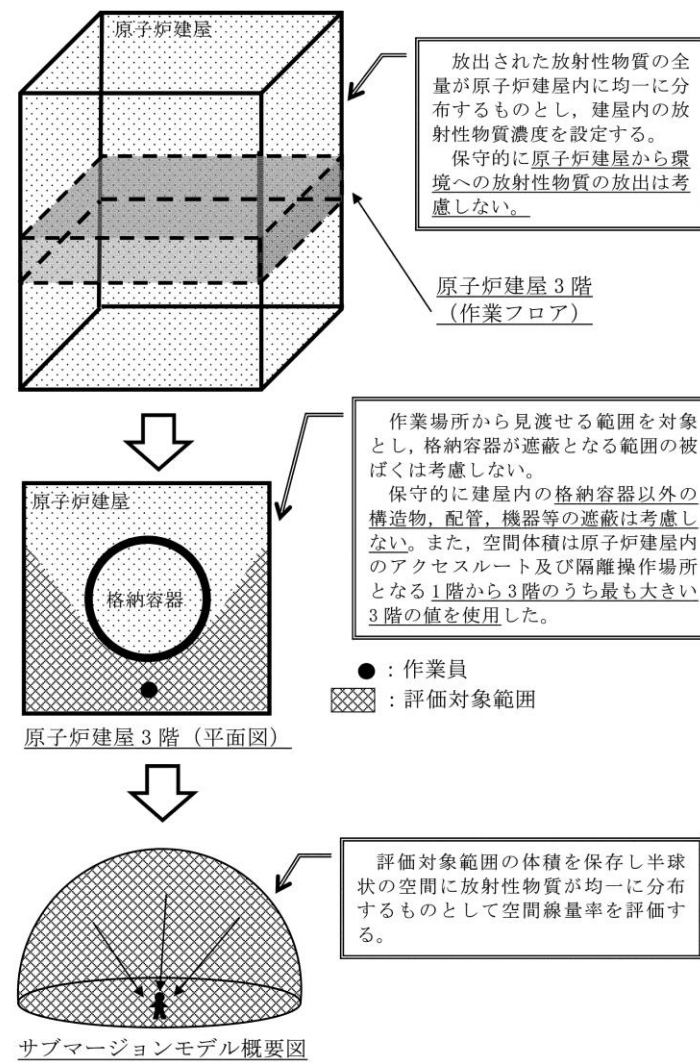 原子炉建屋
放出された放射性物質の全
量が原子炉建屋内に均一に分
布するものとし，建屋内の放
射性物質濃度を設定する。
保守的に原子炉建屋から環
境への放射性物質の放出は考
慮しない。
原子炉建屋３階
（作業フロア）
作業場所から見渡せる範囲を対象
とし，格納容器が遮蔽となる範囲の被
ばくは考慮しない。
保守的に建屋内の格納容器以外の
構造物，配管，機器等の遮蔽は考慮し
ない。また，空間体積は原子炉建屋内
のアクセスルート及び隔離操作場所
となる１階から３階のうち最も大きい
３階の値を使用した。
原子炉建屋
格納容器
●：作業員
：評価対象範囲
原子炉建屋３階（平面図）
評価対象範囲の体積を保存し半球
状の空間に放射性物質が均一に分布
するものとして空間線量率を評価す
る。
サブマージョンモデル概要図